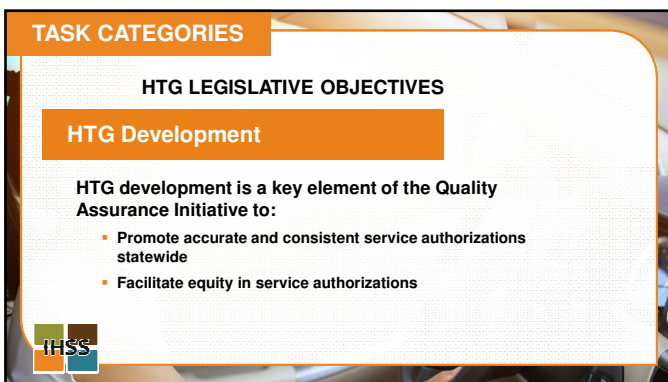 TASK CATEGORIES
HTG LEGISLATIVE OBJECTIVES
HTG Development
HTG development is a key element of the Quality
Assurance Initiative to:
▪ Promote accurate and consistent service authorizations
statewide
▪ Facilitate equity in service authorizations
IHSS